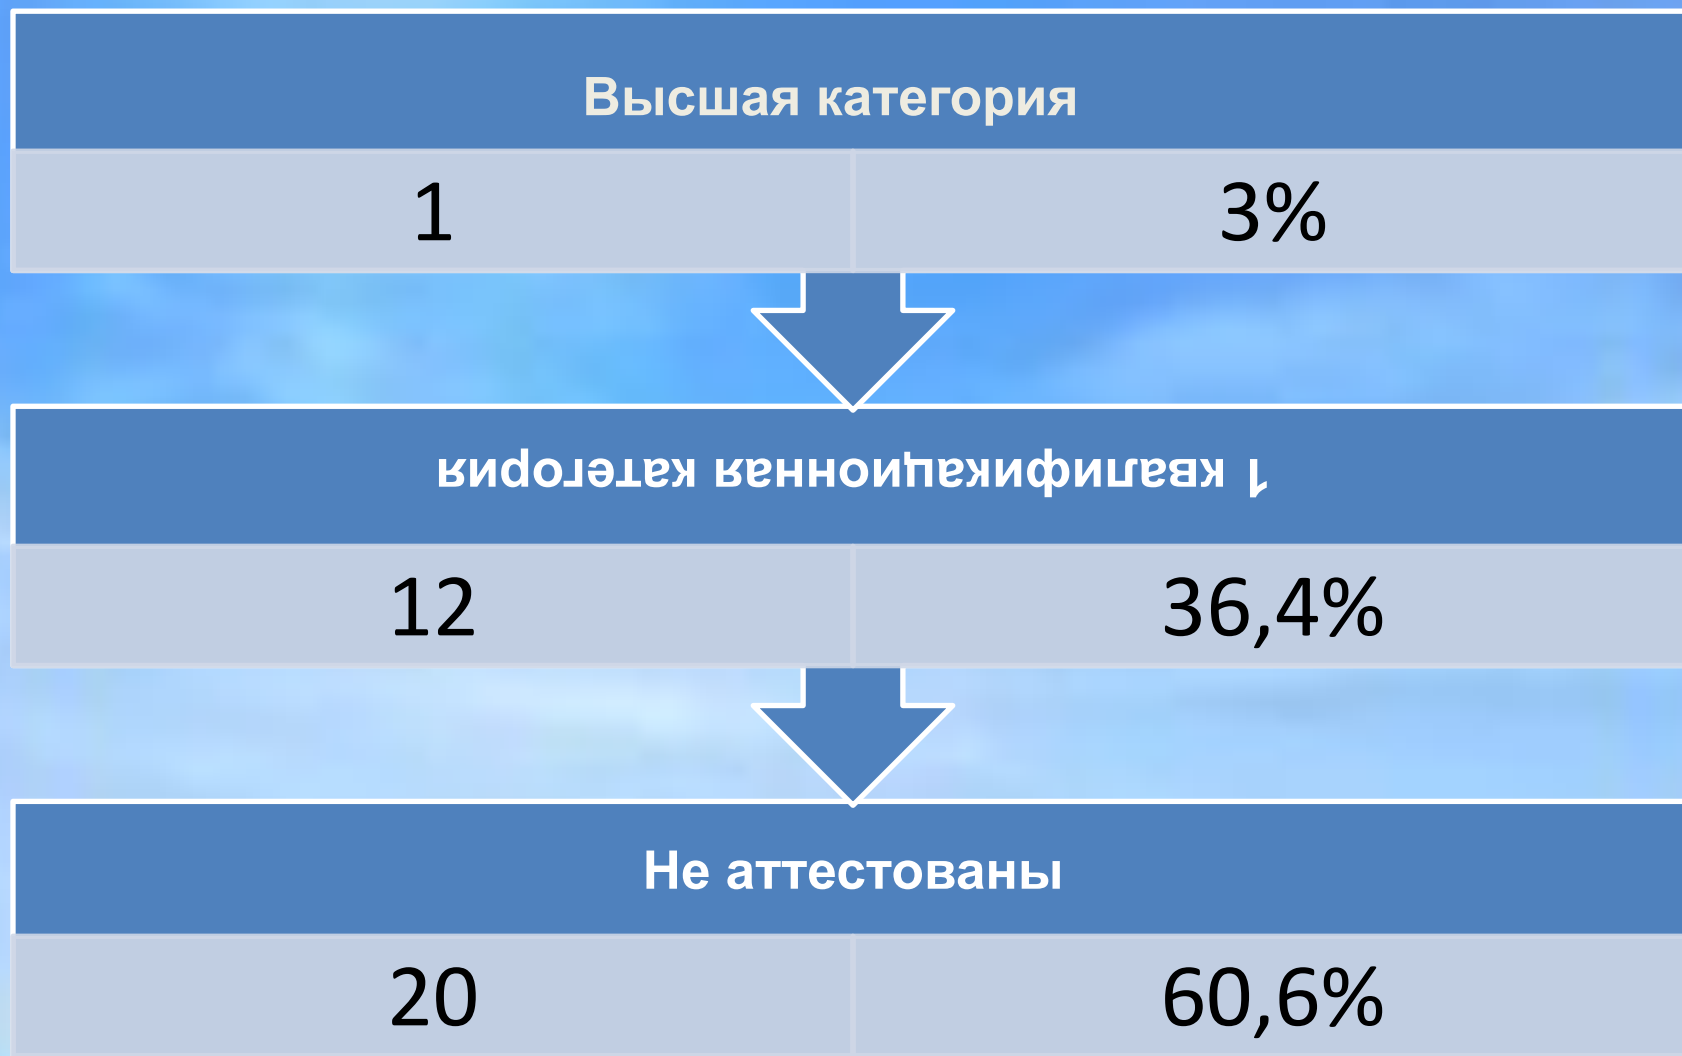 Высшая категория
1 3%
1 квалификационная категория
12 36,4%
Не аттестованы
20 60,6%